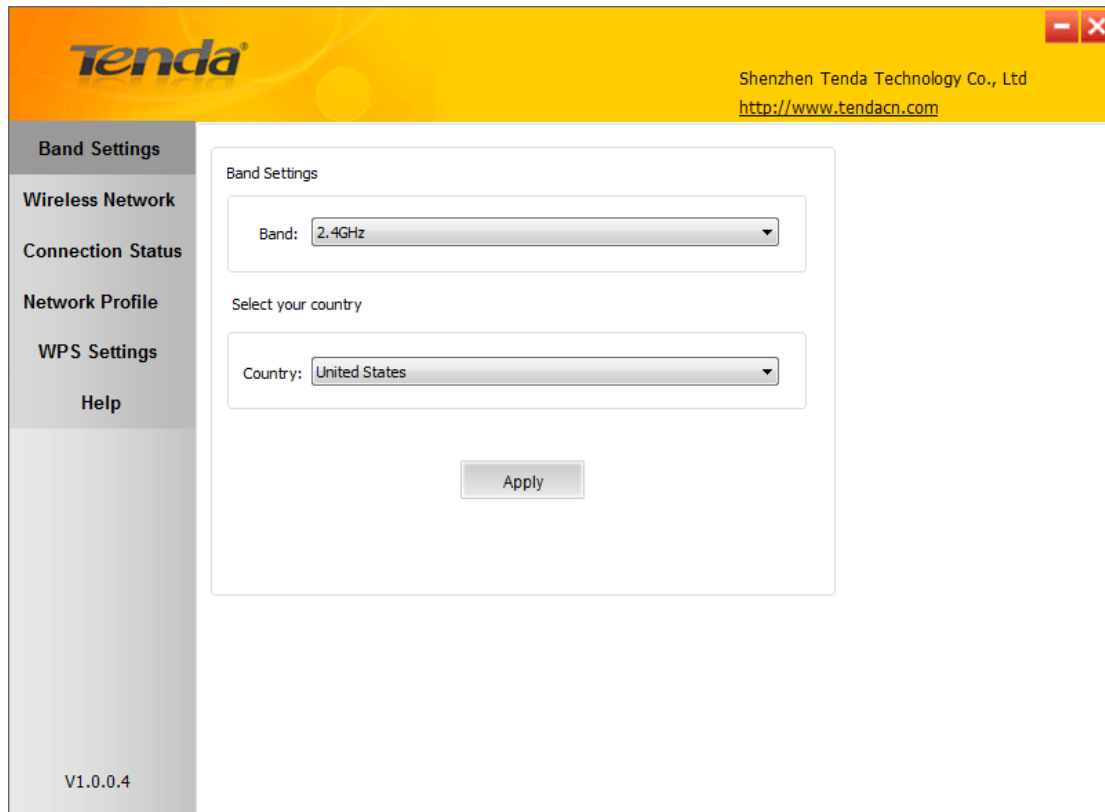 Tenda®
Shenzhen Tenda Technology Co., Ltd
http://www.tendacn.com
Band Settings
Wireless Network
Connection Status
Network Profile
WPS Settings
Help
V1.0.0.4
Band Settings
Band: 2.4GHz
Select your country
Country: United States
Apply